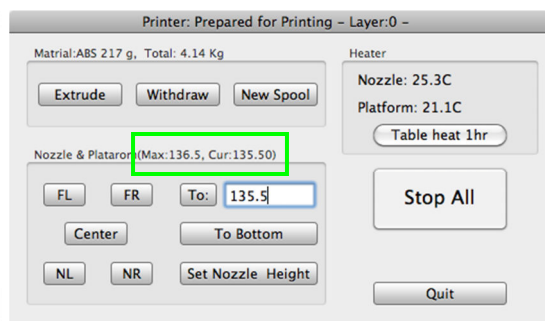 Printer: Prepared for Printing – Layer:0 –
Matrial:ABS 217 g, Total: 4.14 Kg
Extrude
Withdraw
New Spool
Heater
Nozzle: 25.3C
Platform: 21.1C
Table heat 1hr
Nozzle & Platarom(Max:136.5, Cur:135.50)
FL
FR
To:
135.5
Center
To Bottom
NL
NR
Set Nozzle Height
Stop All
Quit